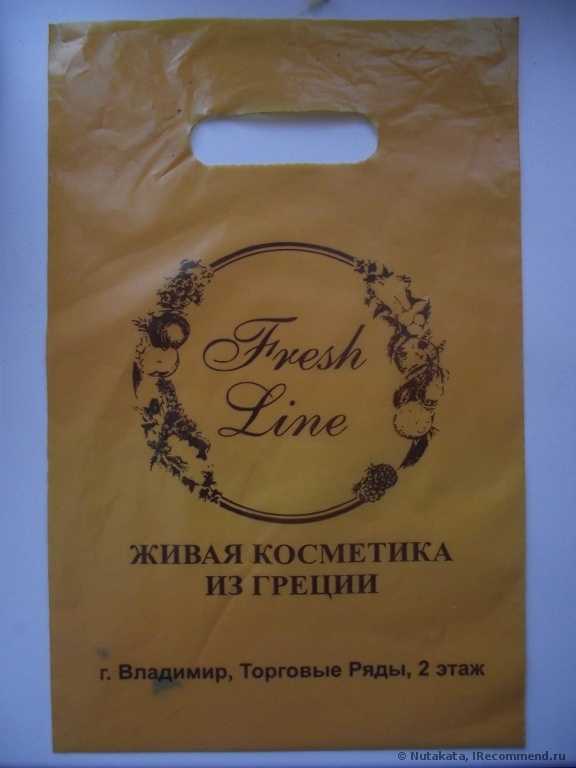 Fresh
Line
ЖИВАЯ КОСМЕТИКА
ИЗ ГРЕЦИИ
г. Владимир, Торговые Ряды, 2 этаж
© Nutakata, IRecommend.ru